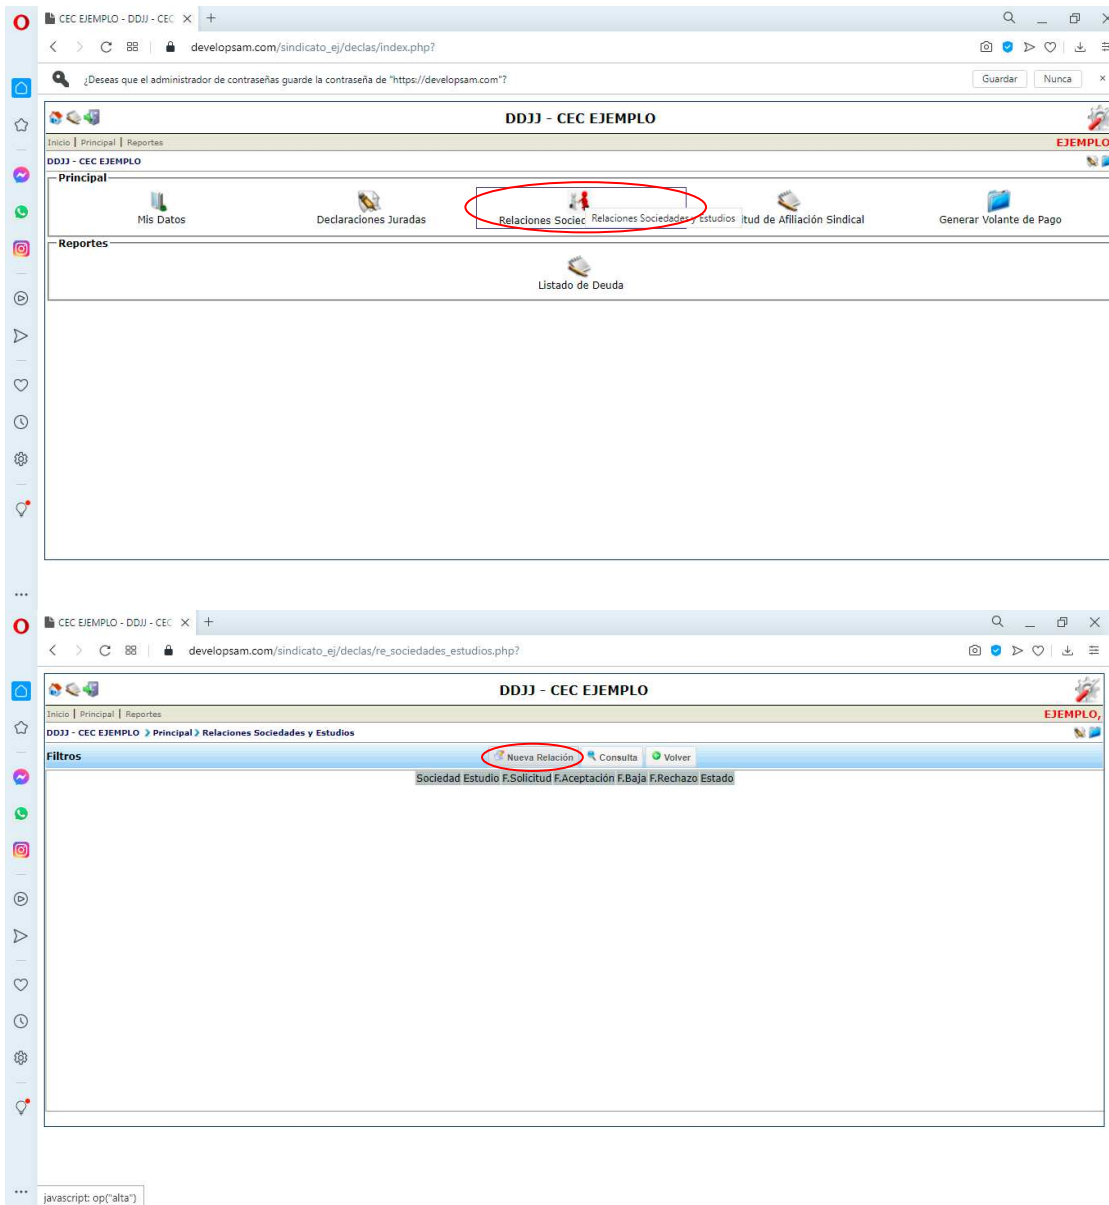 CEC EJEMPLO - DDJJ - CEC
developsam.com/sindicato_ej/declas/index.php?
¿Deseas que el administrador de contraseñas guarde la contraseña de "https://developsam.com"?
Guardar
Nunca
DDJJ - CEC EJEMPLO
Inicio | Principal | Reportes
EJEMPLO
DDJJ - CEC EJEMPLO
Principal
Mis Datos
Declaraciones Juradas
Relaciones Socie
Relaciones Sociedades y Estudios
tud de Afiliación Sindical
Generar Volante de Pago
Reportes
Listado de Deuda
CEC EJEMPLO - DDJJ - CEC
developsam.com/sindicato_ej/declas/re_sociedades_estudios.php?
DDJJ - CEC EJEMPLO
Inicio | Principal | Reportes
EJEMPLO,
DDJJ - CEC EJEMPLO Principal Relaciones Sociedades y Estudios
Filtros
Nueva Relación
Consulta
Volver
Sociedad Estudio F.Solicitud F.Aceptación F.Baja F.Rechazo Estado
javascript: op("alta")